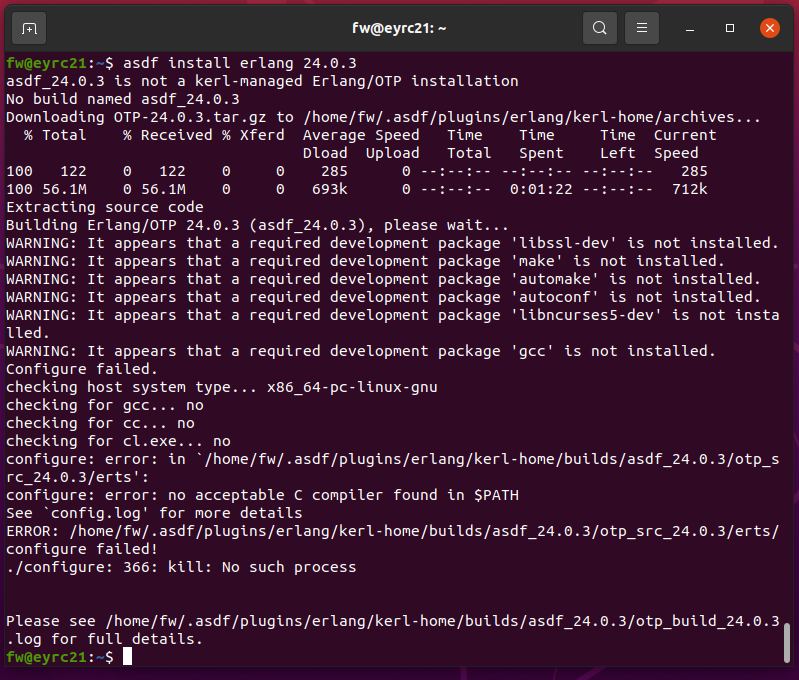 fw@eyrc21: ~
fw@eyrc21:~$ asdf install erlang 24.0.3
asdf_24.0.3 is not a kerl-managed Erlang/OTP installation
No build named asdf_24.0.3
Downloading OTP-24.0.3.tar.gz to /home/fw/.asdf/plugins/erlang/kerl-home/archives...
  % Total    % Received % Xferd  Average Speed   Time    Time     Time  Current
                                 Dload  Upload   Total   Spent    Left  Speed
100   122    0   122    0     0    285      0 --:--:-- --:--:-- --:--:--   285
100 56.1M    0 56.1M    0     0   693k      0 --:--:--  0:01:22 --:--:--  712k
Extracting source code
Building Erlang/OTP 24.0.3 (asdf_24.0.3), please wait...
WARNING: It appears that a required development package 'libssl-dev' is not installed.
WARNING: It appears that a required development package 'make' is not installed.
WARNING: It appears that a required development package 'automake' is not installed.
WARNING: It appears that a required development package 'autoconf' is not installed.
WARNING: It appears that a required development package 'libncurses5-dev' is not insta
lled.
WARNING: It appears that a required development package 'gcc' is not installed.
Configure failed.
checking host system type... x86_64-pc-linux-gnu
checking for gcc... no
checking for cc... no
checking for cl.exe... no
configure: error: in `/home/fw/.asdf/plugins/erlang/kerl-home/builds/asdf_24.0.3/otp_s
rc_24.0.3/erts':
configure: error: no acceptable C compiler found in $PATH
See `config.log' for more details
ERROR: /home/fw/.asdf/plugins/erlang/kerl-home/builds/asdf_24.0.3/otp_src_24.0.3/erts/
configure failed!
./configure: 366: kill: No such process
Please see /home/fw/.asdf/plugins/erlang/kerl-home/builds/asdf_24.0.3/otp_build_24.0.3
.log for full details.
fw@eyrc21:~$